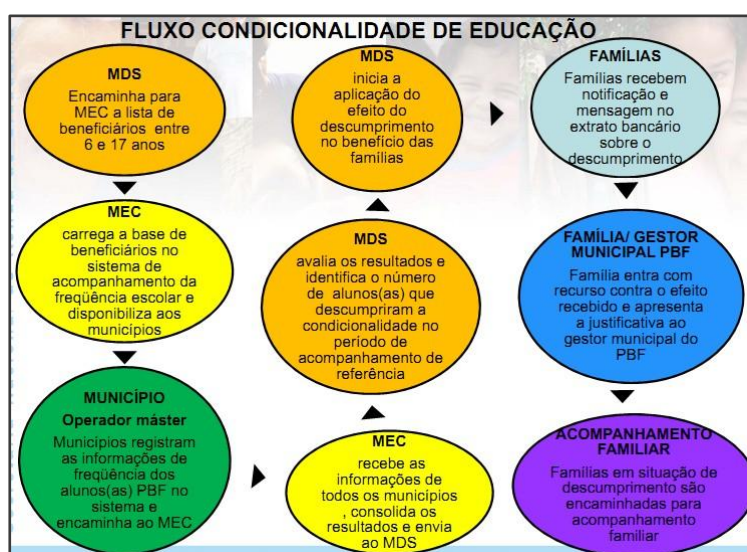 FLUXO CONDICIONALIDADE DE EDUCAÇÃO
MDS
Encaminha para
MEC a lista de
beneficiários entre
6 e 17 anos
MEC
carrega a base de
beneficiários no
sistema de
acompanhamento da
freqüência escolar e
disponibiliza aos
municípios
MUNICÍPIO
Operador máster
Municípios registram
as informações de
freqüência dos
alunos(as) PBF no
sistema e
encaminha ao MEC
MEC
recebe as
informações de
todos os municípios
, consolida os
resultados e envia
ao MDS
MDS
avalia os resultados e
identifica o número
de alunos(as) que
descumpriram a
condicionalidade no
período de
acompanhamento de
referência
MDS
inicia a
aplicação do
efeito do
descumprimento
no benefício das
famílias
FAMÍLIAS
Famílias recebem
notificação e
mensagem no
extrato bancário
sobre o
descumprimento
FAMÍLIA/ GESTOR
MUNICIPAL PBF
Família entra com
recurso contra o efeito
recebido e apresenta
a justificativa ao
gestor municipal do
PBF
ACOMPANHAMENTO
FAMILIAR
Famílias em situação de
descumprimento são
encaminhadas para
acompanhamento
familiar